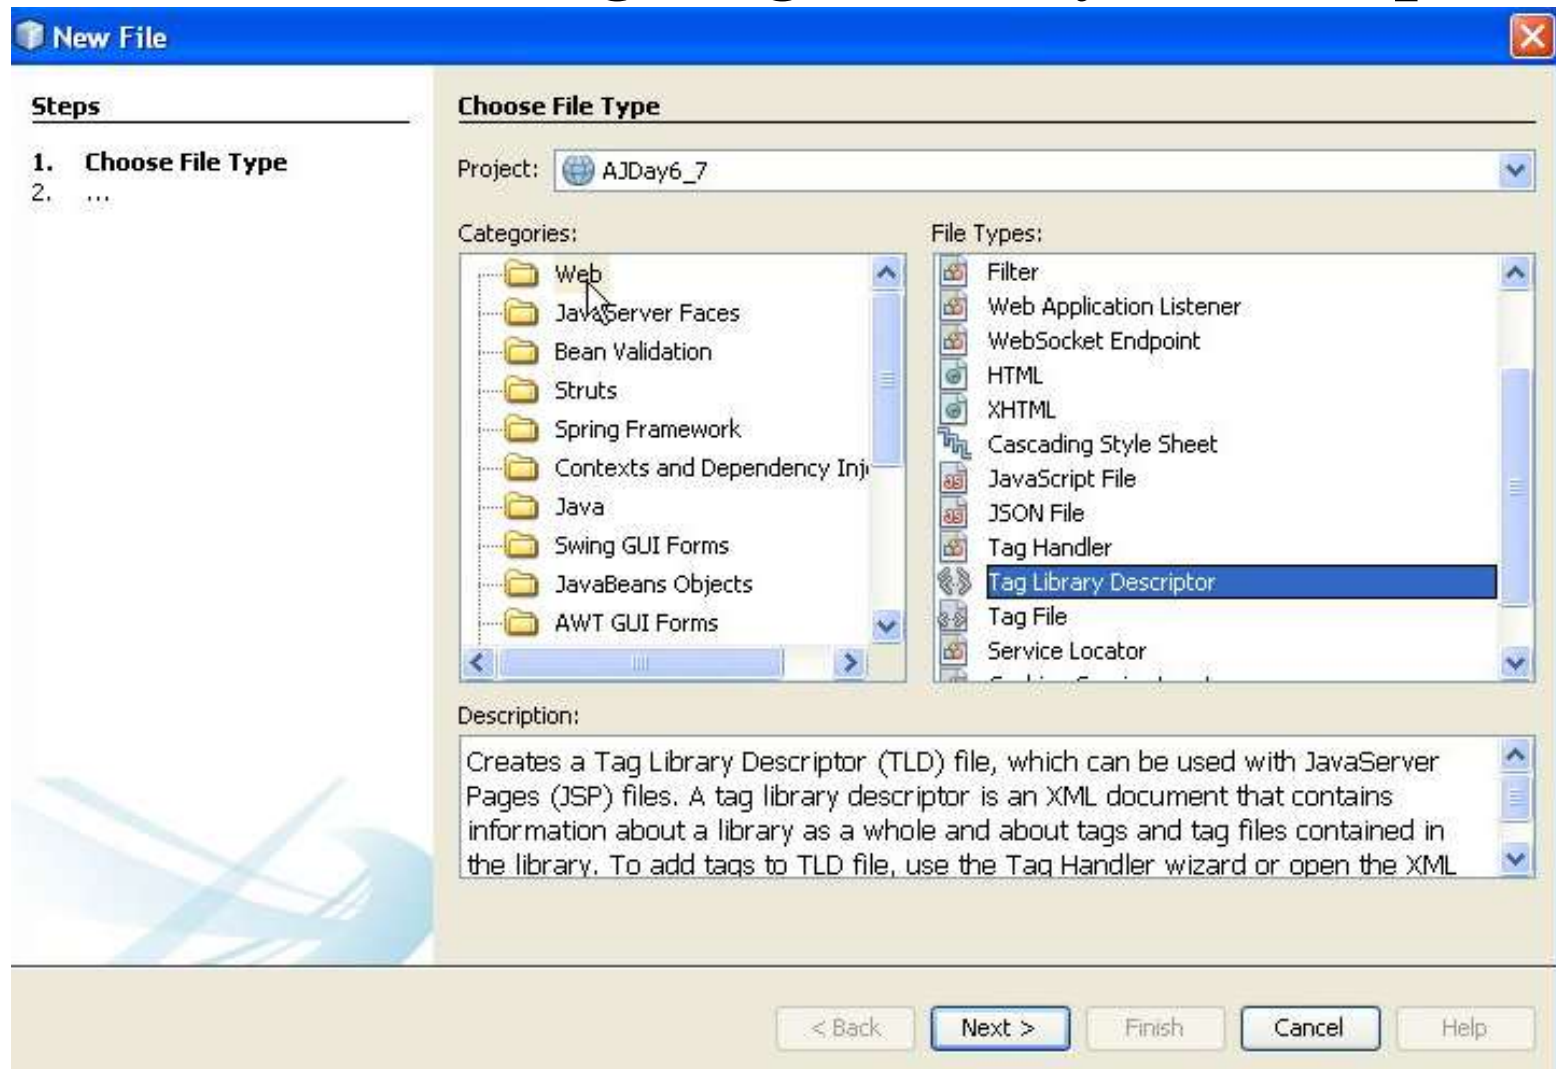 New File
Steps
1. Choose File Type
2. ...
Choose File Type
Project: AJDay6_7
Categories:
Web
JavaServer Faces
Bean Validation
Struts
Spring Framework
Contexts and Dependency Inj
Java
Swing GUI Forms
JavaBeans Objects
AWT GUI Forms
File Types:
Filter
Web Application Listener
WebSocket Endpoint
HTML
XHTML
Cascading Style Sheet
JavaScript File
JSON File
Tag Handler
Tag Library Descriptor
Tag File
Service Locator
Description:
Creates a Tag Library Descriptor (TLD) file, which can be used with JavaServer
Pages (JSP) files. A tag library descriptor is an XML document that contains
information about a library as a whole and about tags and tag files contained in
the library. To add tags to TLD file, use the Tag Handler wizard or open the XML
< Back Next > Finish Cancel Help